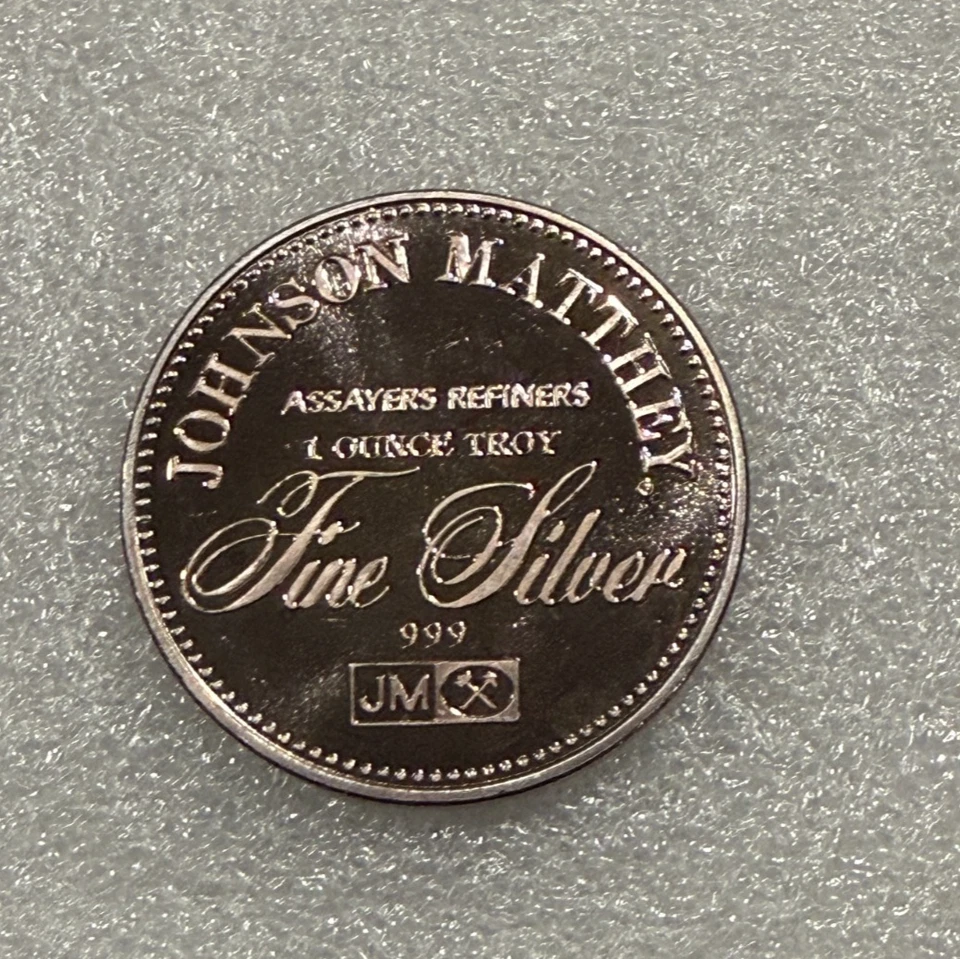 JOHNSON MATTHEY
ASSAYERS REFINERS
1 OUNCE TROY
Fine Silver
999
JM